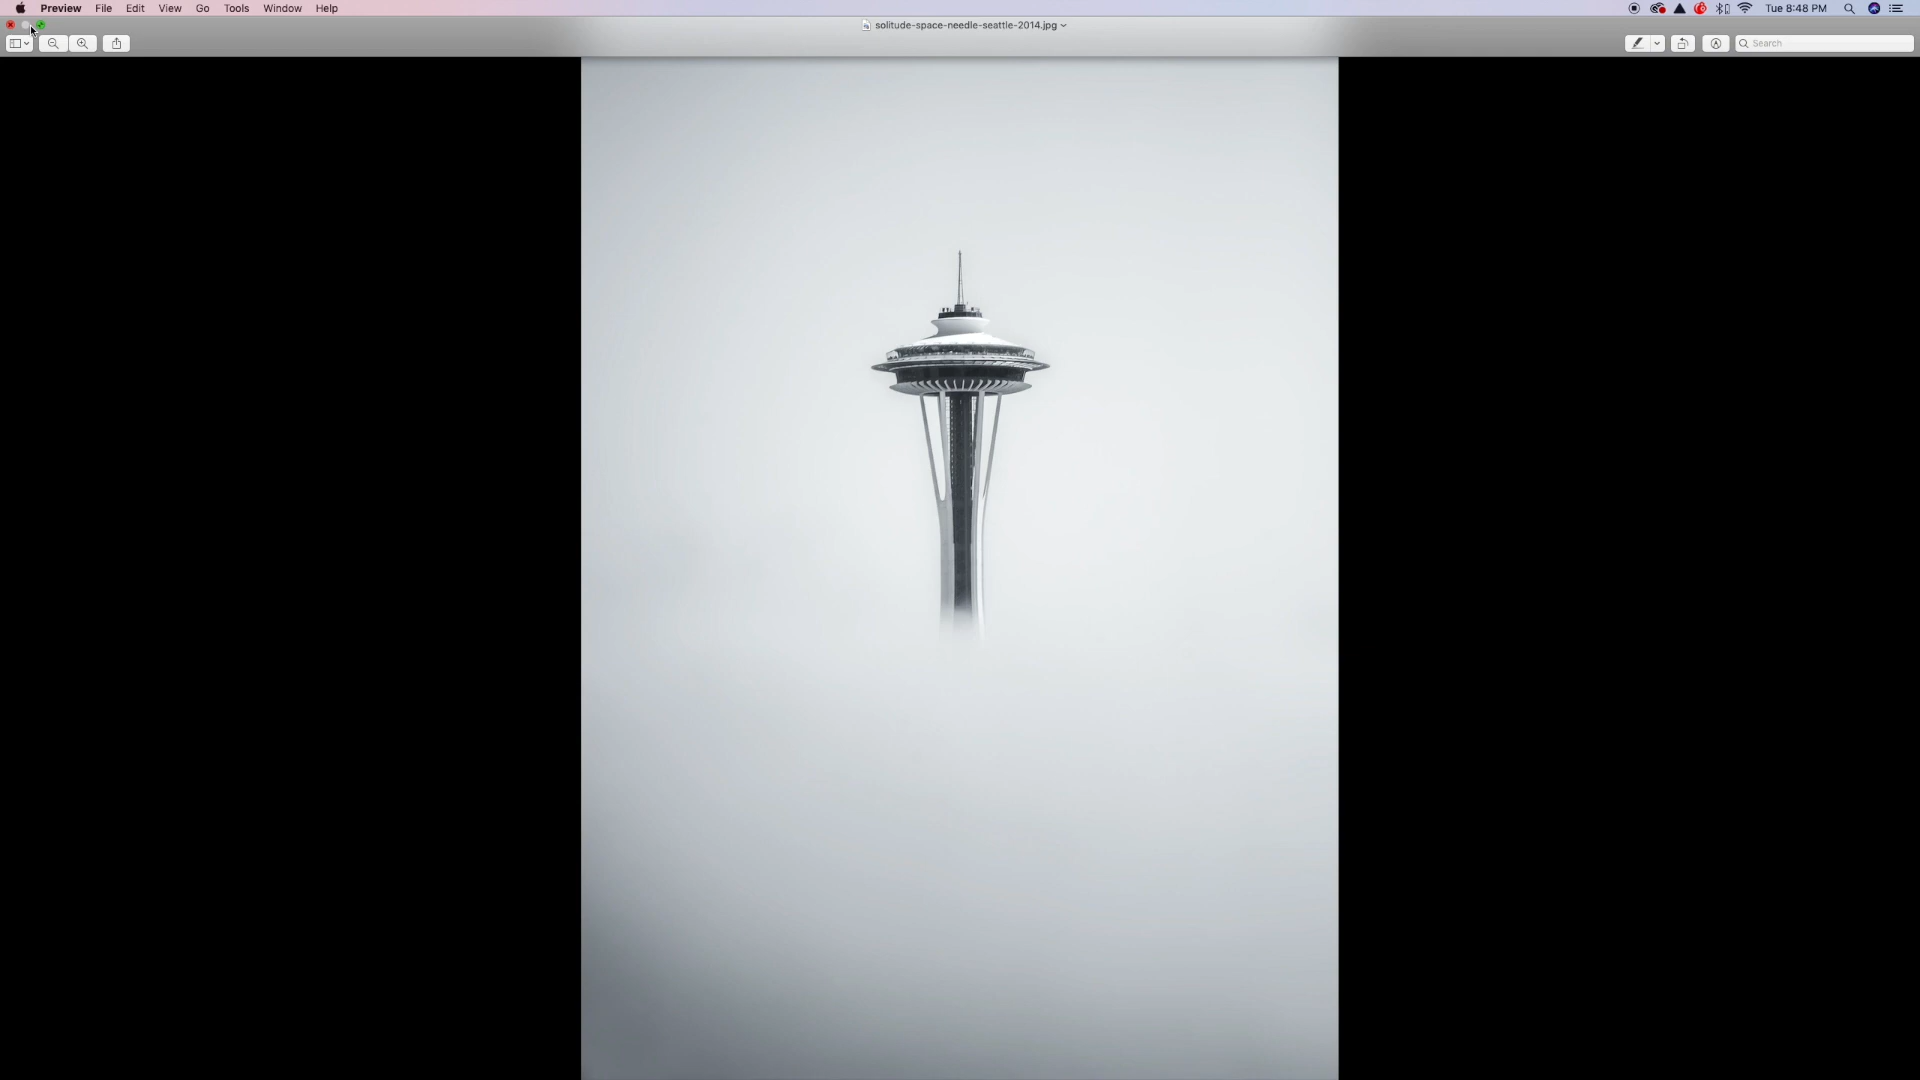 Preview File Edit View Go Tools Window Help Tue 8:48 PM
solitude-space-needle-seattle-2014.jpg
Search